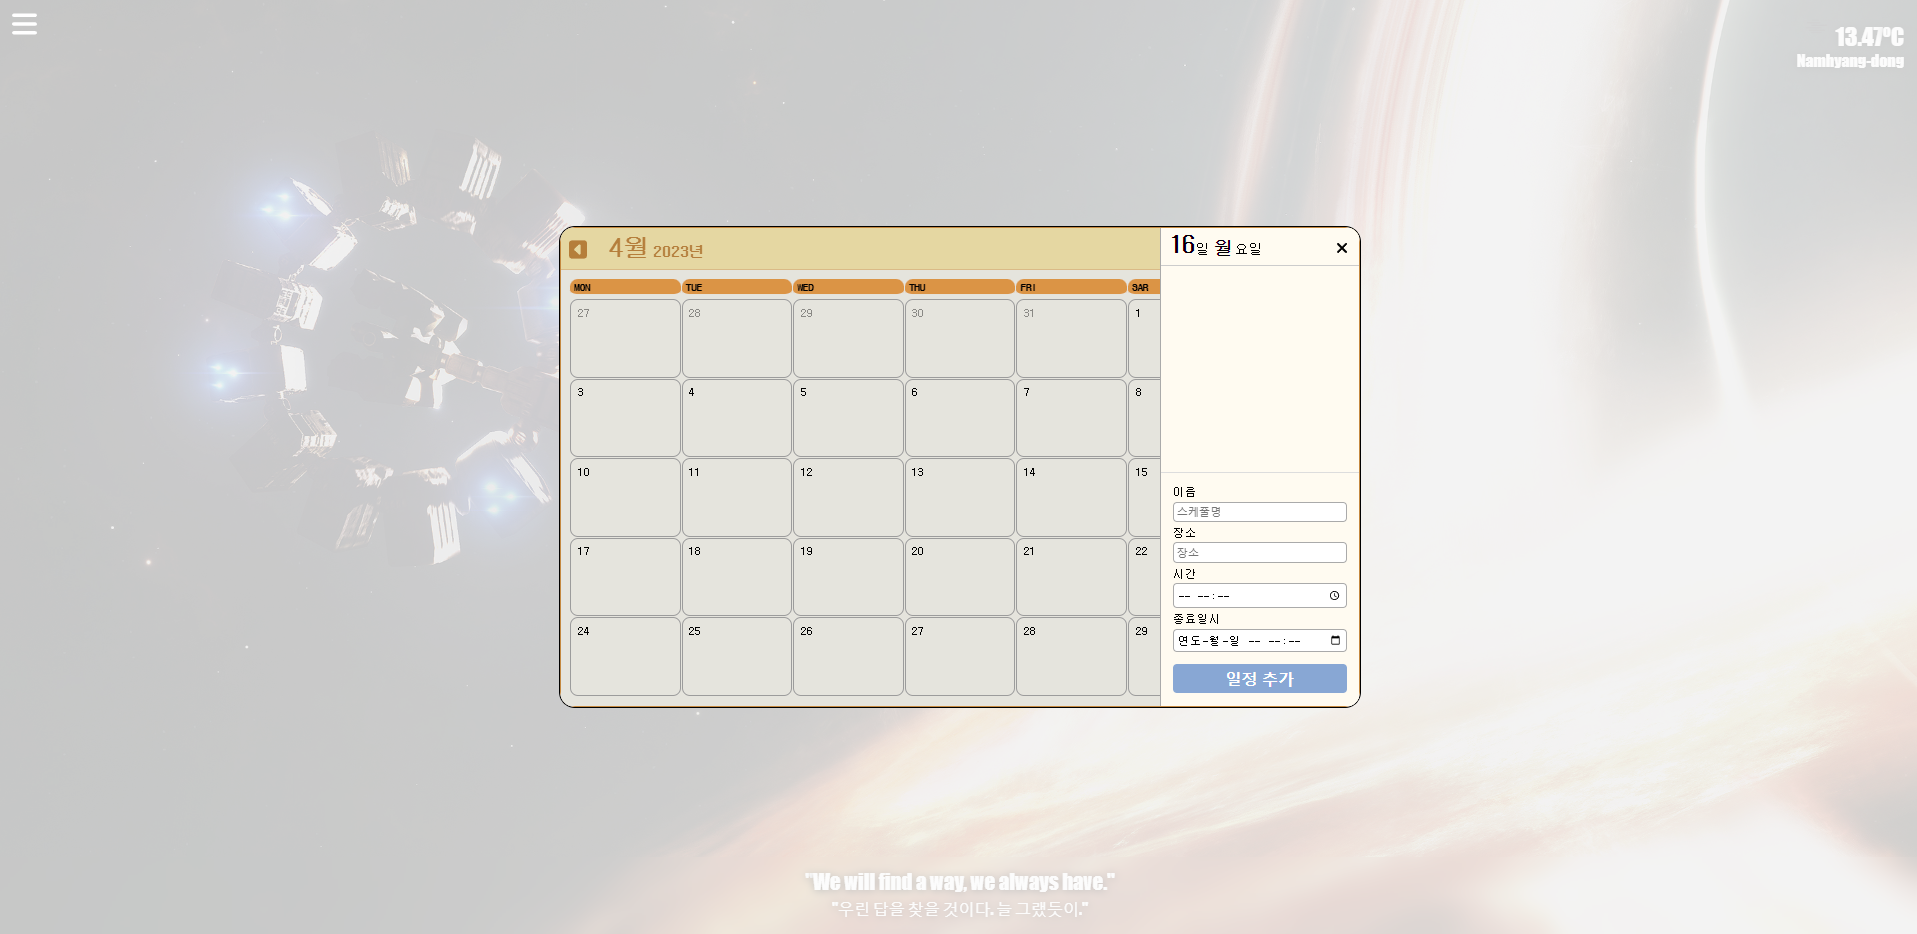 13.47°C
Namhyang-dong
4월 2023년
16일 월요일
MON TUE WED THU FRI SAR
27 28 29 30 31 1
3 4 5 6 7 8
10 11 12 13 14 15
17 18 19 20 21 22
24 25 26 27 28 29
이름
스케줄명
장소
장소
시간
-- --:--
종료일시
연도-월-일 -- --:--
일정 추가
"We will find a way, we always have."
"우린 답을 찾을 것이다. 늘 그랬듯이."